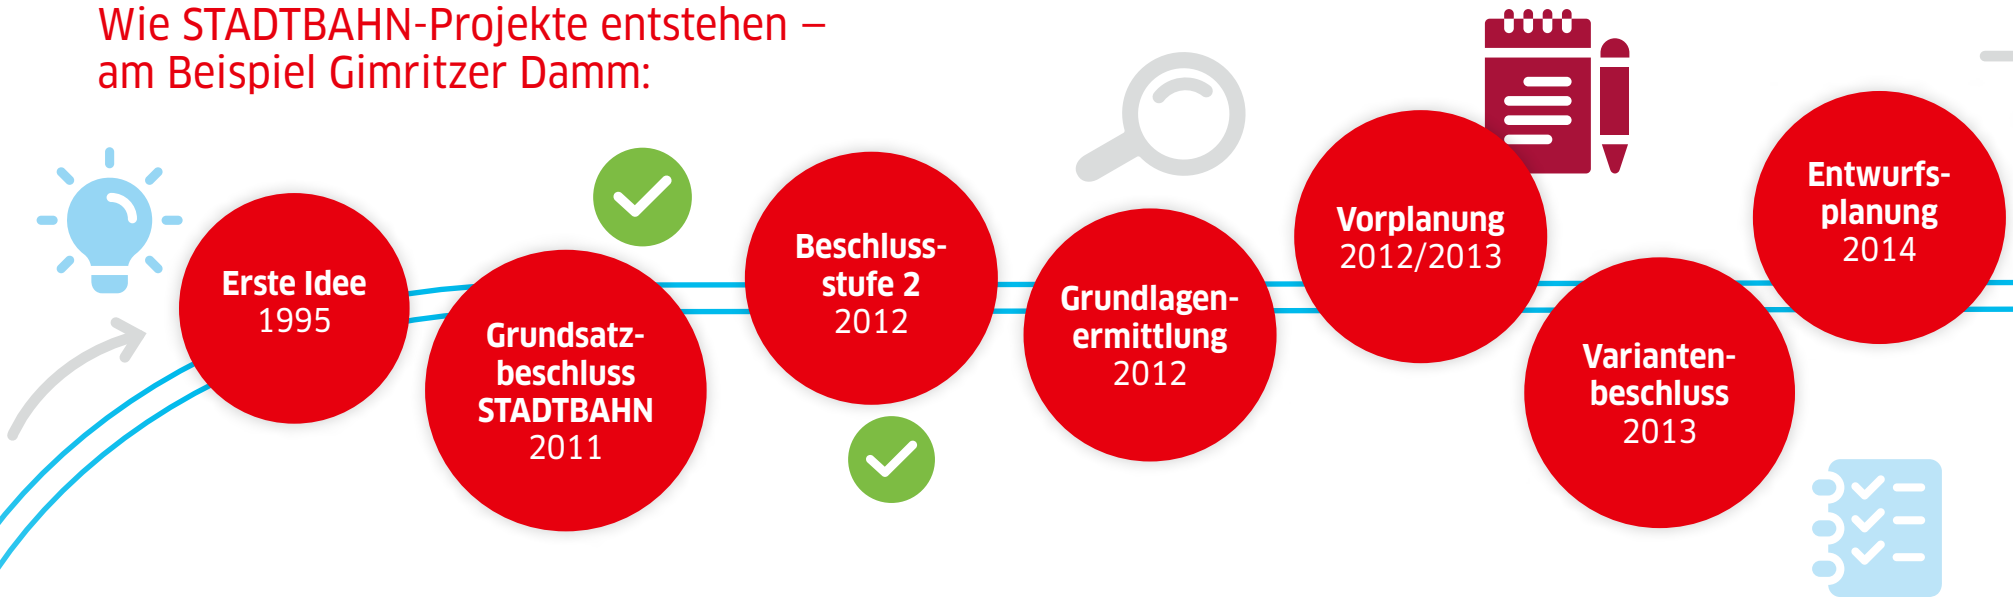 Wie STADTBAHN-Projekte entstehen –
am Beispiel Gimritzer Damm:
Erste Idee
1995
Grundsatz-
beschluss
STADTBAHN
2011
Beschluss-
stufe 2
2012
Grundlagen-
ermittlung
2012
Vorplanung
2012/2013
Varianten-
beschluss
2013
Entwurfs-
planung
2014